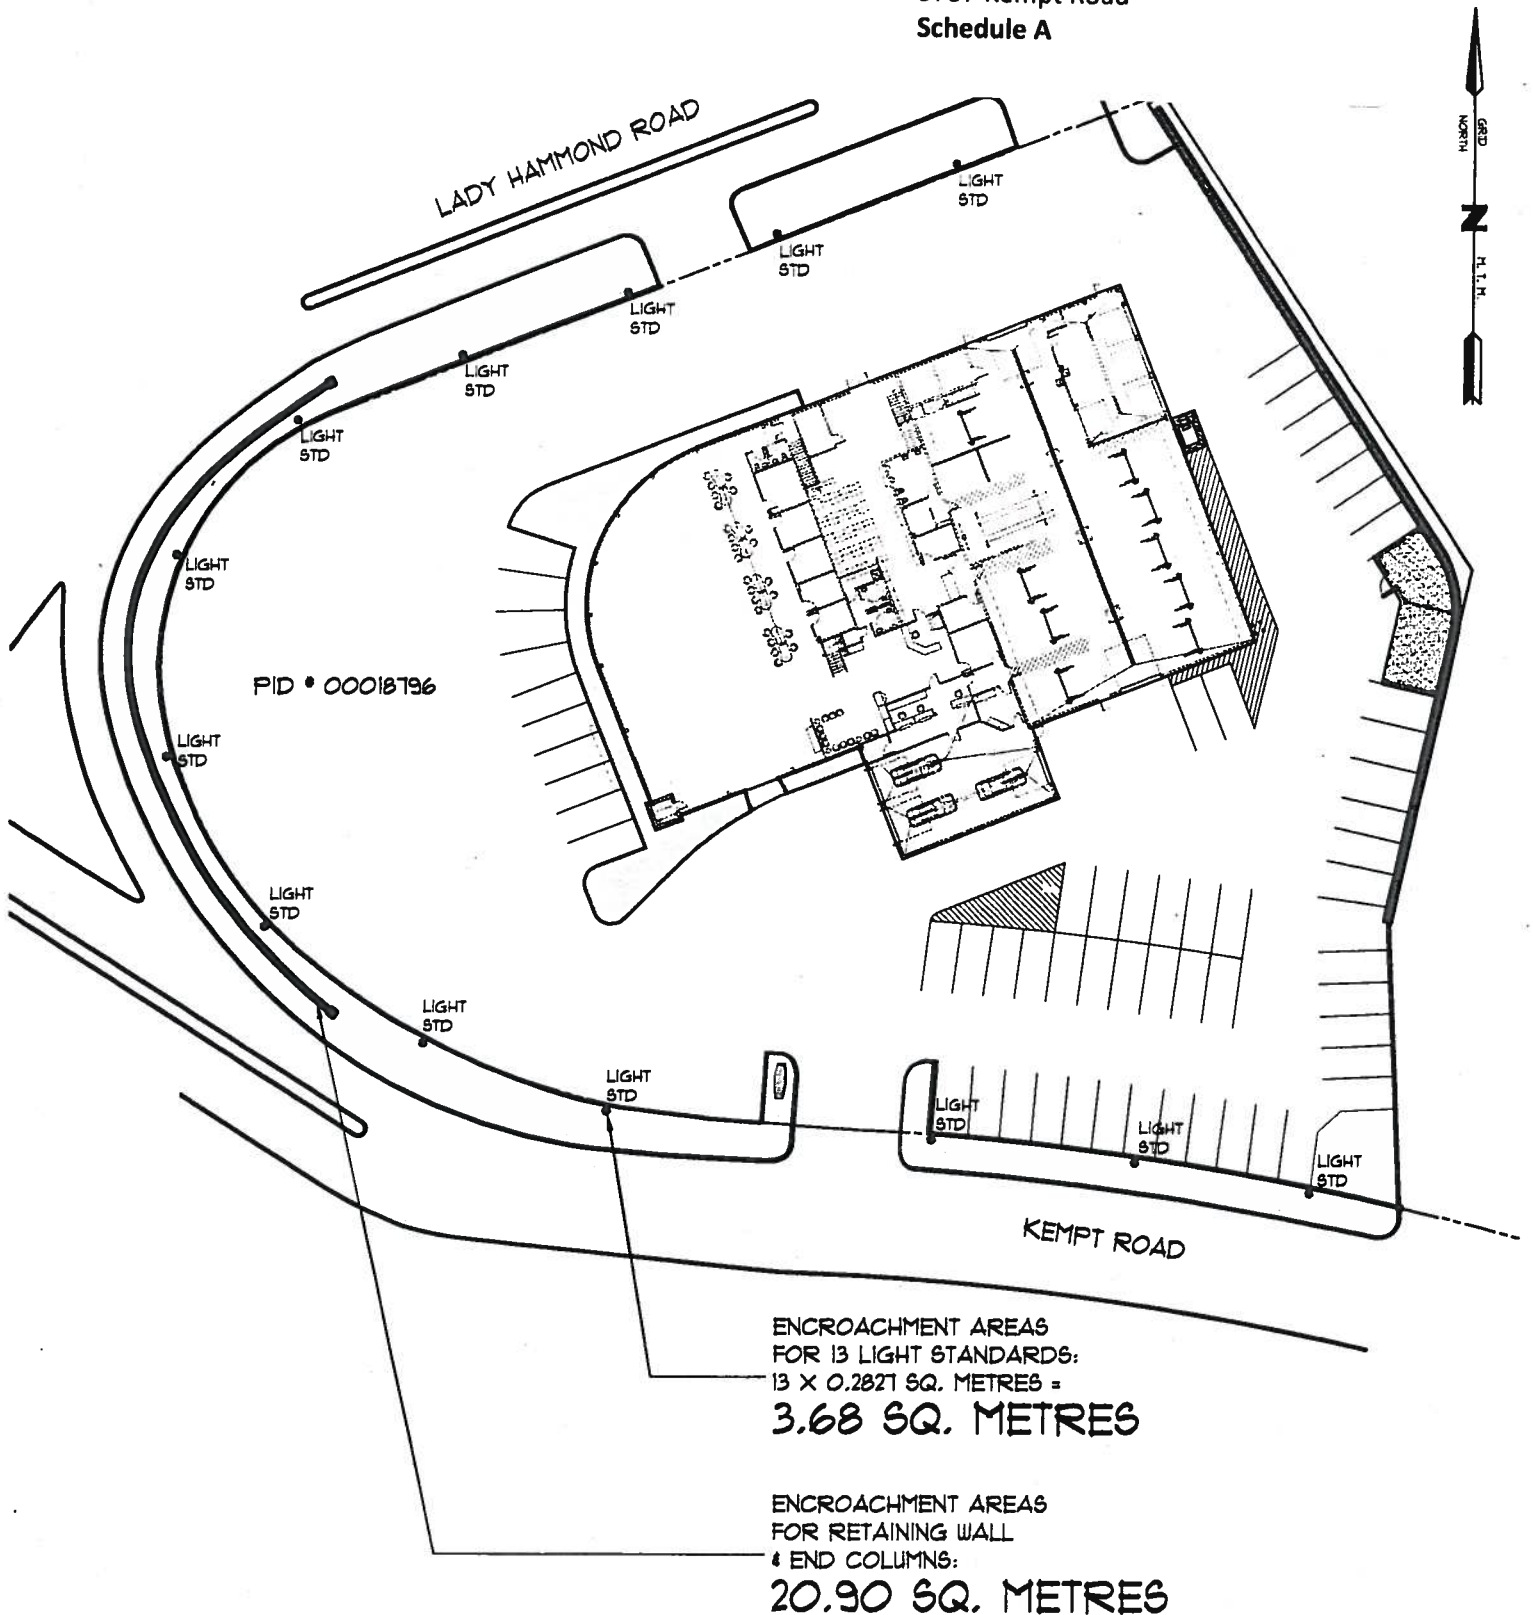 Schedule A
GRID
NORTH
N
M. T. M.
LADY HAMMOND ROAD
LIGHT
STD
LIGHT
STD
LIGHT
STD
LIGHT
STD
LIGHT
STD
LIGHT
STD
PID # 00018796
LIGHT
STD
LIGHT
STD
LIGHT
STD
LIGHT
STD
LIGHT
STD
LIGHT
STD
LIGHT
STD
KEMPT ROAD
ENCROACHMENT AREAS
FOR 13 LIGHT STANDARDS:
13 X 0.2827 SQ. METRES =
3.68 SQ. METRES
ENCROACHMENT AREAS
FOR RETAINING WALL
& END COLUMNS:
20.90 SQ. METRES